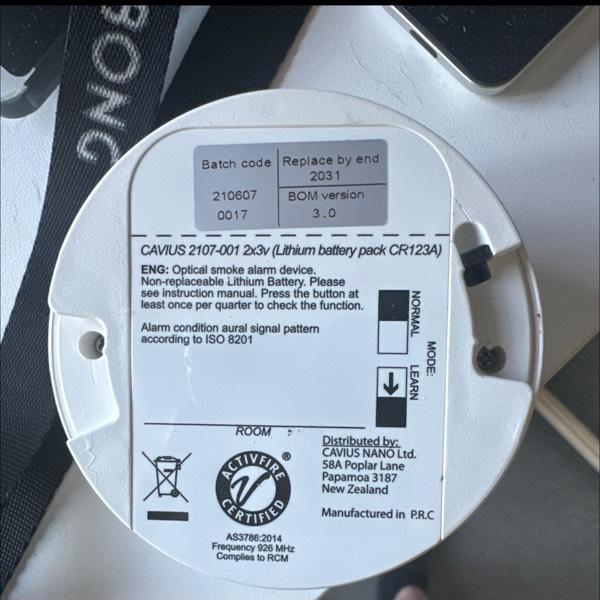 BONG
Batch code
210607
0017
Replace by end
2031
BOM version
3.0
CAVIUS 2107-001 2x3v (Lithium battery pack CR123A)
ENG: Optical smoke alarm device.
Non-replaceable Lithium Battery. Please
see instruction manual. Press the button at
least once per quarter to check the function.
Alarm condition aural signal pattern
according to ISO 8201
NORMAL
MODE:
LEARN
ROOM :
ACTIVFIRE ®
CERTIFIED
AS3786:2014
Frequency 926 MHz
Complies to RCM
Distributed by:
CAVIUS NANO Ltd.
58A Poplar Lane
Papamoa 3187
New Zealand
Manufactured in P.R.C